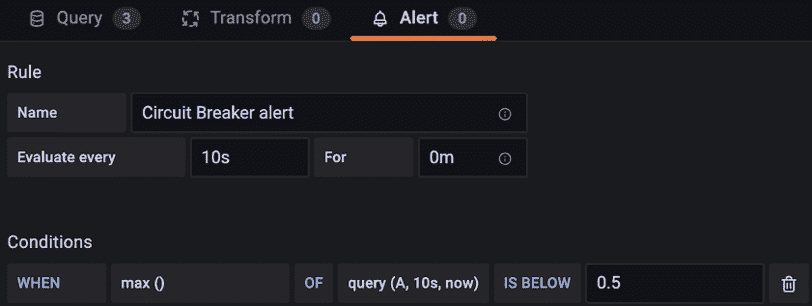 Query 3 Transform 0 Alert 0
Rule
Name Circuit Breaker alert
Evaluate every 10s For 0m
Conditions
WHEN max () OF query (A, 10s, now) IS BELOW 0.5